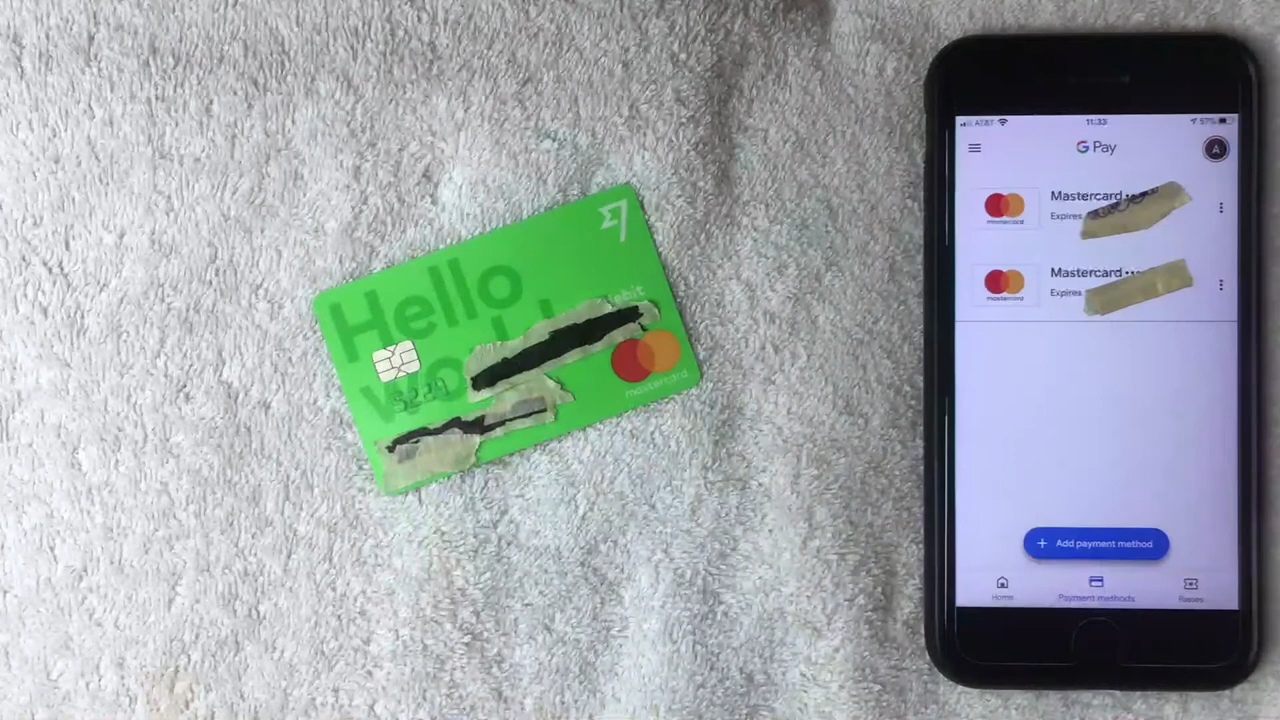 Hello
debit
mastercard
AT&T 11:33 57%
G Pay
A
Mastercard
Expires
mastercard
Mastercard
Expires
mastercard
+ Add payment method
Home Payment methods Passes